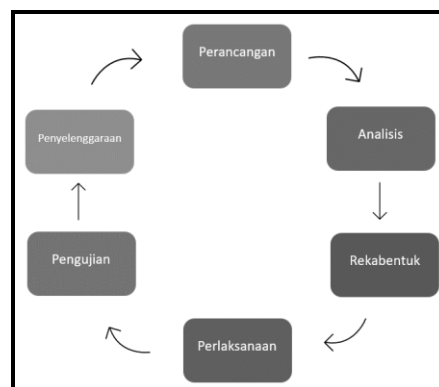 Perancangan
Analisis
Rekabentuk
Perlaksanaan
Pengujian
Penyelenggaraan